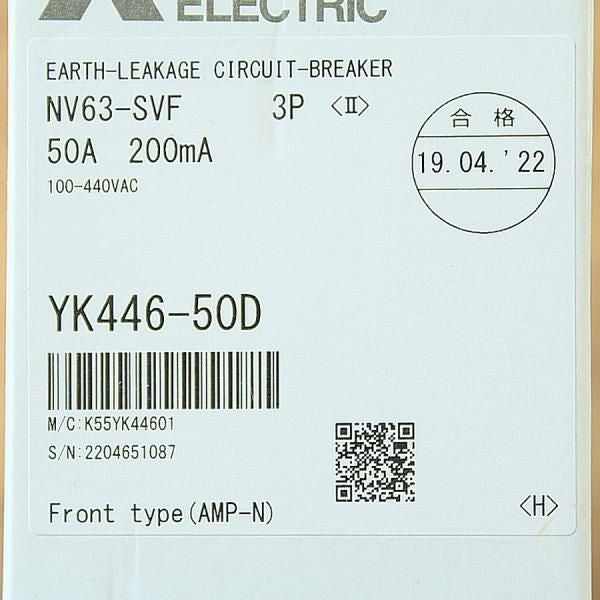 ELECTRIC
EARTH-LEAKAGE CIRCUIT-BREAKER
NV63-SVF 3P <Ⅱ>
50A 200mA
100-440VAC
合格
19.04.'22
YK446-50D
M/C:K55YK44601
S/N:2204651087
Front type(AMP-N)
<H>